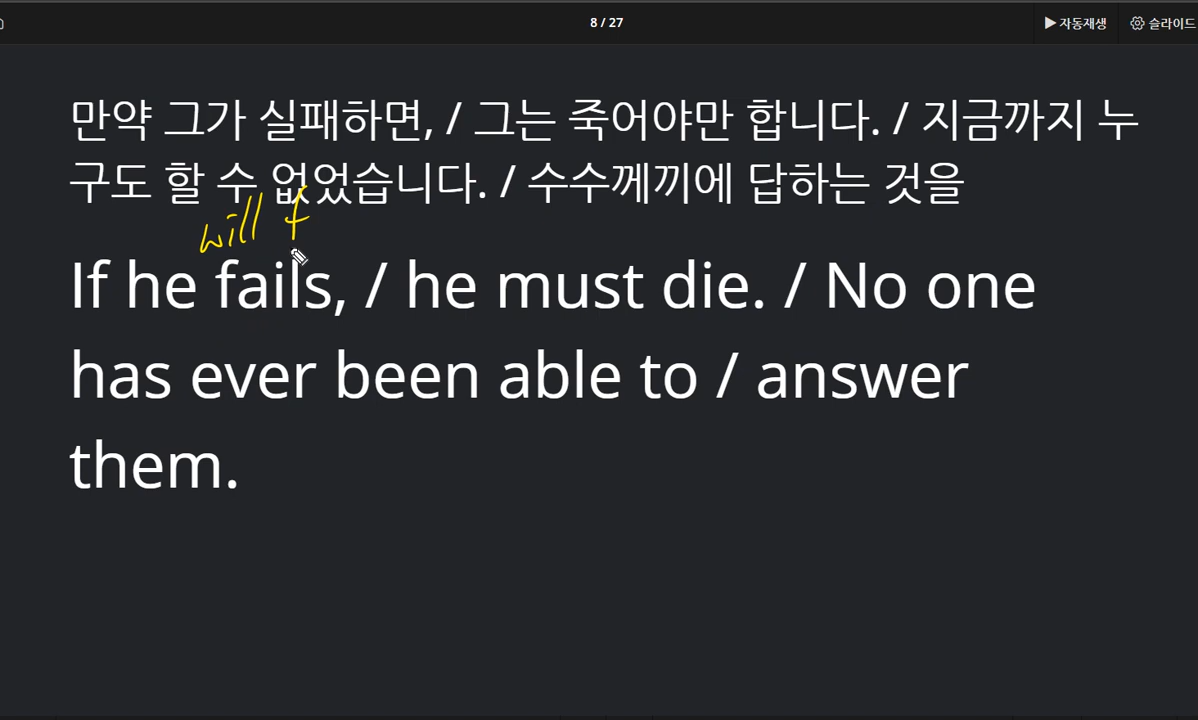 8 / 27
▶ 자동재생
슬라이드
만약 그가 실패하면, / 그는 죽어야만 합니다. / 지금까지 누
구도 할 수 없었습니다. / 수수께끼에 답하는 것을
will f
If he fails, / he must die. / No one
has ever been able to / answer
them.